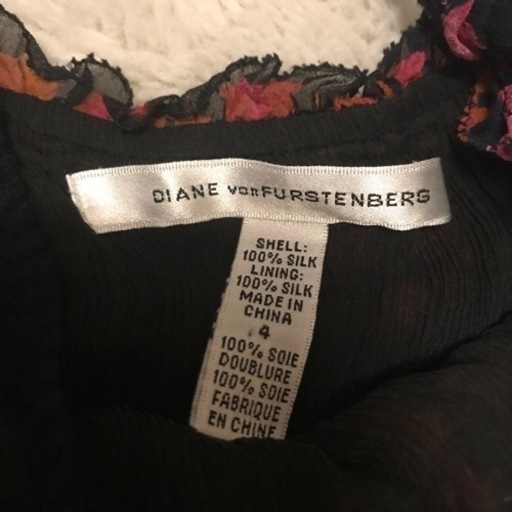 DIANE vonFURSTENBERG
SHELL:
100% SILK
LINING:
100% SILK
MADE IN
CHINA
4
100% SOIE
DOUBLURE
100% SOIE
FABRIQUE
EN CHINE